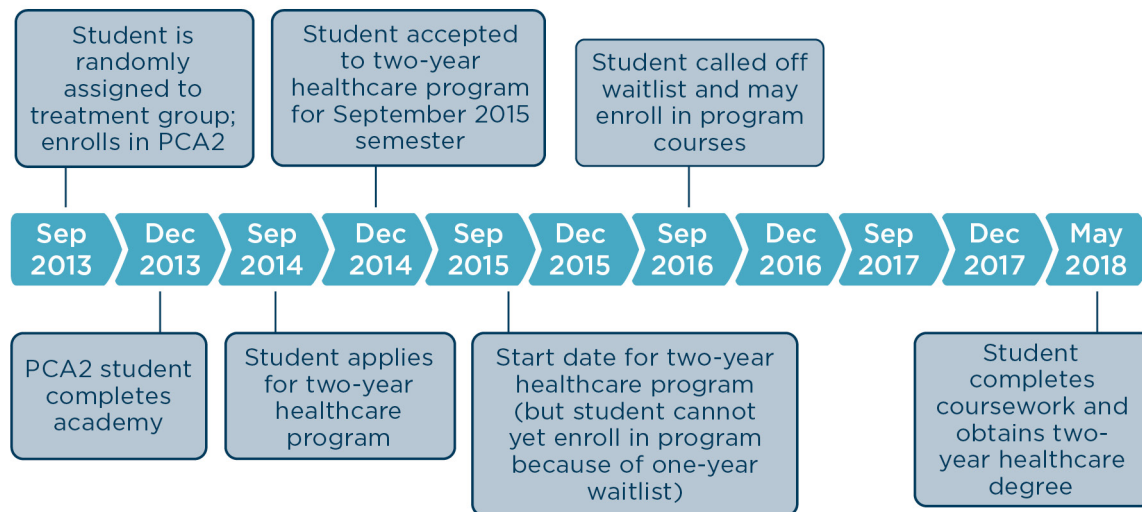 Student is
randomly
assigned to
treatment group;
enrolls in PCA2
Student accepted
to two-year
healthcare program
for September 2015
semester
Student called off
waitlist and may
enroll in program
courses
Sep
2013
Dec
2013
Sep
2014
Dec
2014
Sep
2015
Dec
2015
Sep
2016
Dec
2016
Sep
2017
Dec
2017
May
2018
PCA2 student
completes
academy
Student applies
for two-year
healthcare
program
Start date for two-year
healthcare program
(but student cannot
yet enroll in program
because of one-year
waitlist)
Student
completes
coursework and
obtains two-
year healthcare
degree